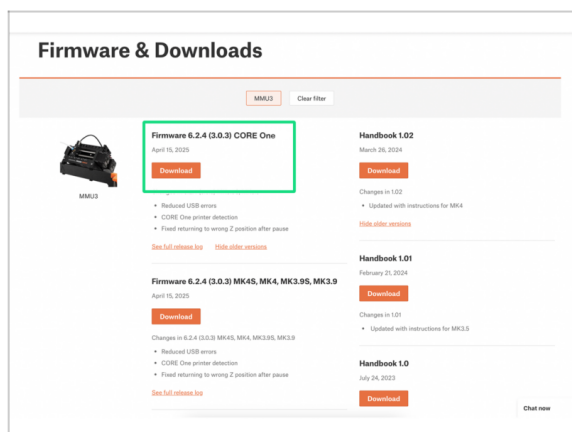 Firmware & Downloads
MMU3
Clear filter
MMU3
Firmware 6.2.4 (3.0.3) CORE One
April 15, 2025
Download
Reduced USB errors
CORE One printer detection
Fixed returning to wrong Z position after pause
See full release log
Hide older versions
Firmware 6.2.4 (3.0.3) MK4S, MK4, MK3.9S, MK3.9
April 15, 2025
Download
Changes in 6.2.4 (3.0.3) MK4S, MK4, MK3.9S, MK3.9
Reduced USB errors
CORE One printer detection
Fixed returning to wrong Z position after pause
See full release log
Handbook 1.02
March 26, 2024
Download
Changes in 1.02
Updated with instructions for MK4
Hide older versions
Handbook 1.01
February 21, 2024
Download
Changes in 1.01
Updated with instructions for MK3.5
Handbook 1.0
July 24, 2023
Download
Chat now